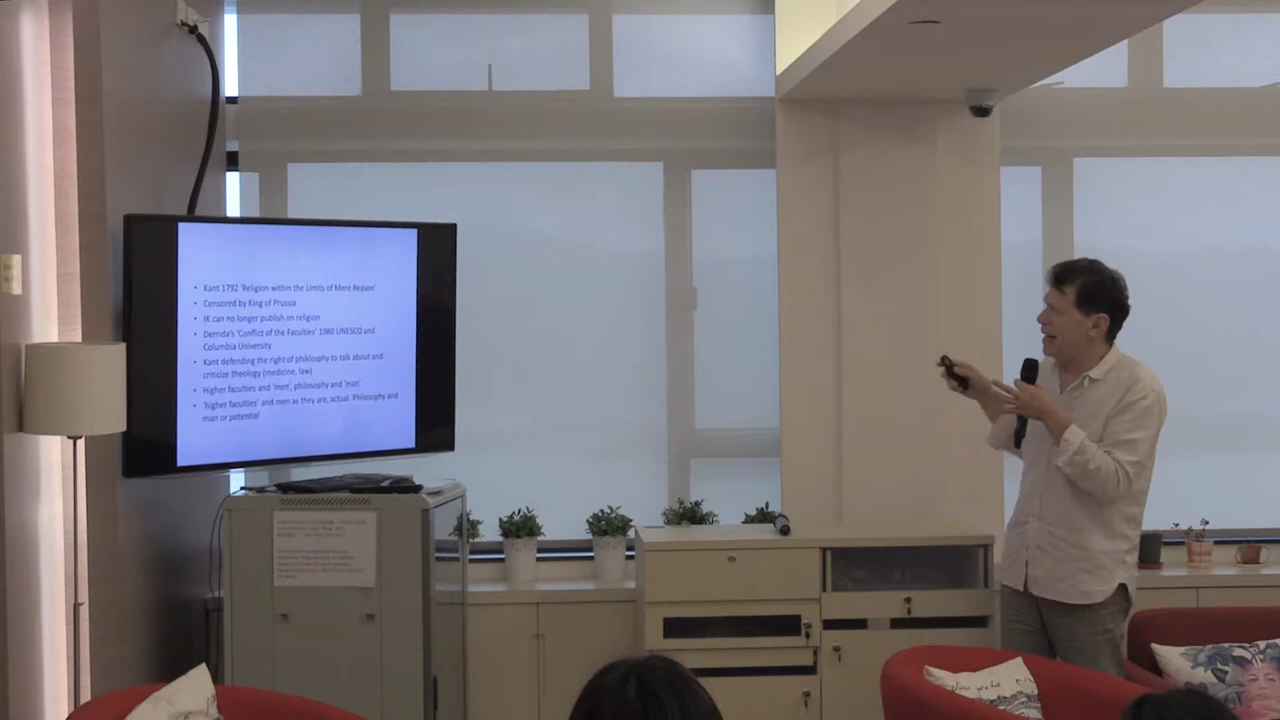 • Kant 1792 'Religion within the Limits of Mere Reason'
• Censored by King of Prussia
• IK can no longer publish on religion
• Derrida's 'Conflict of the Faculties' 1980 UNESCO and
Columbia University
• Kant defending the right of phiklosphy to talk about and
criticize theology (medicine, law)
• Higher faculties and 'men', philosophy and 'man'
• 'higher faculties' and men as they are, actual. Philosophy and
man or potential